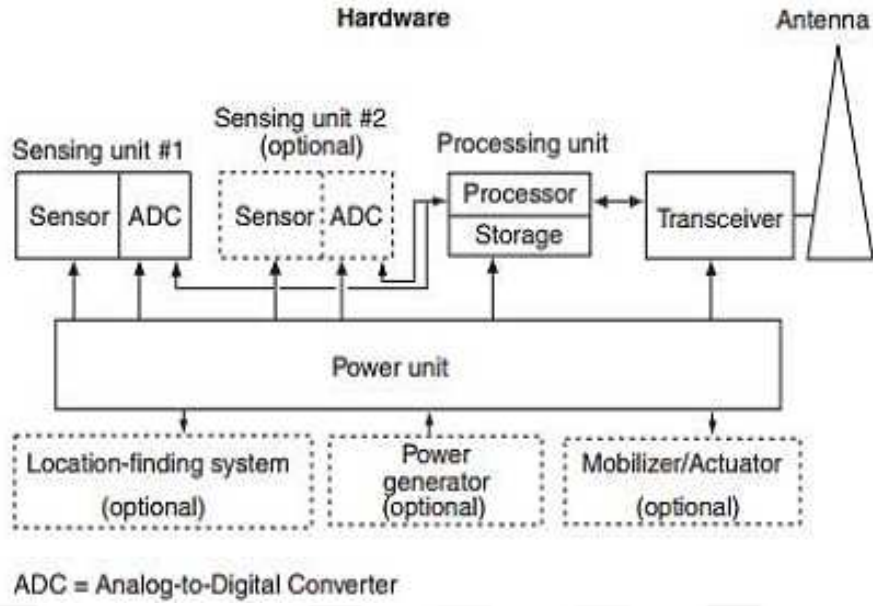 Hardware
Antenna
Sensing unit #1
Sensing unit #2
(optional)
Processing unit
Sensor
ADC
Sensor
ADC
Processor
Storage
Transceiver
Power unit
Location-finding system
(optional)
Power
generator
(optional)
Mobilizer/Actuator
(optional)
ADC = Analog-to-Digital Converter